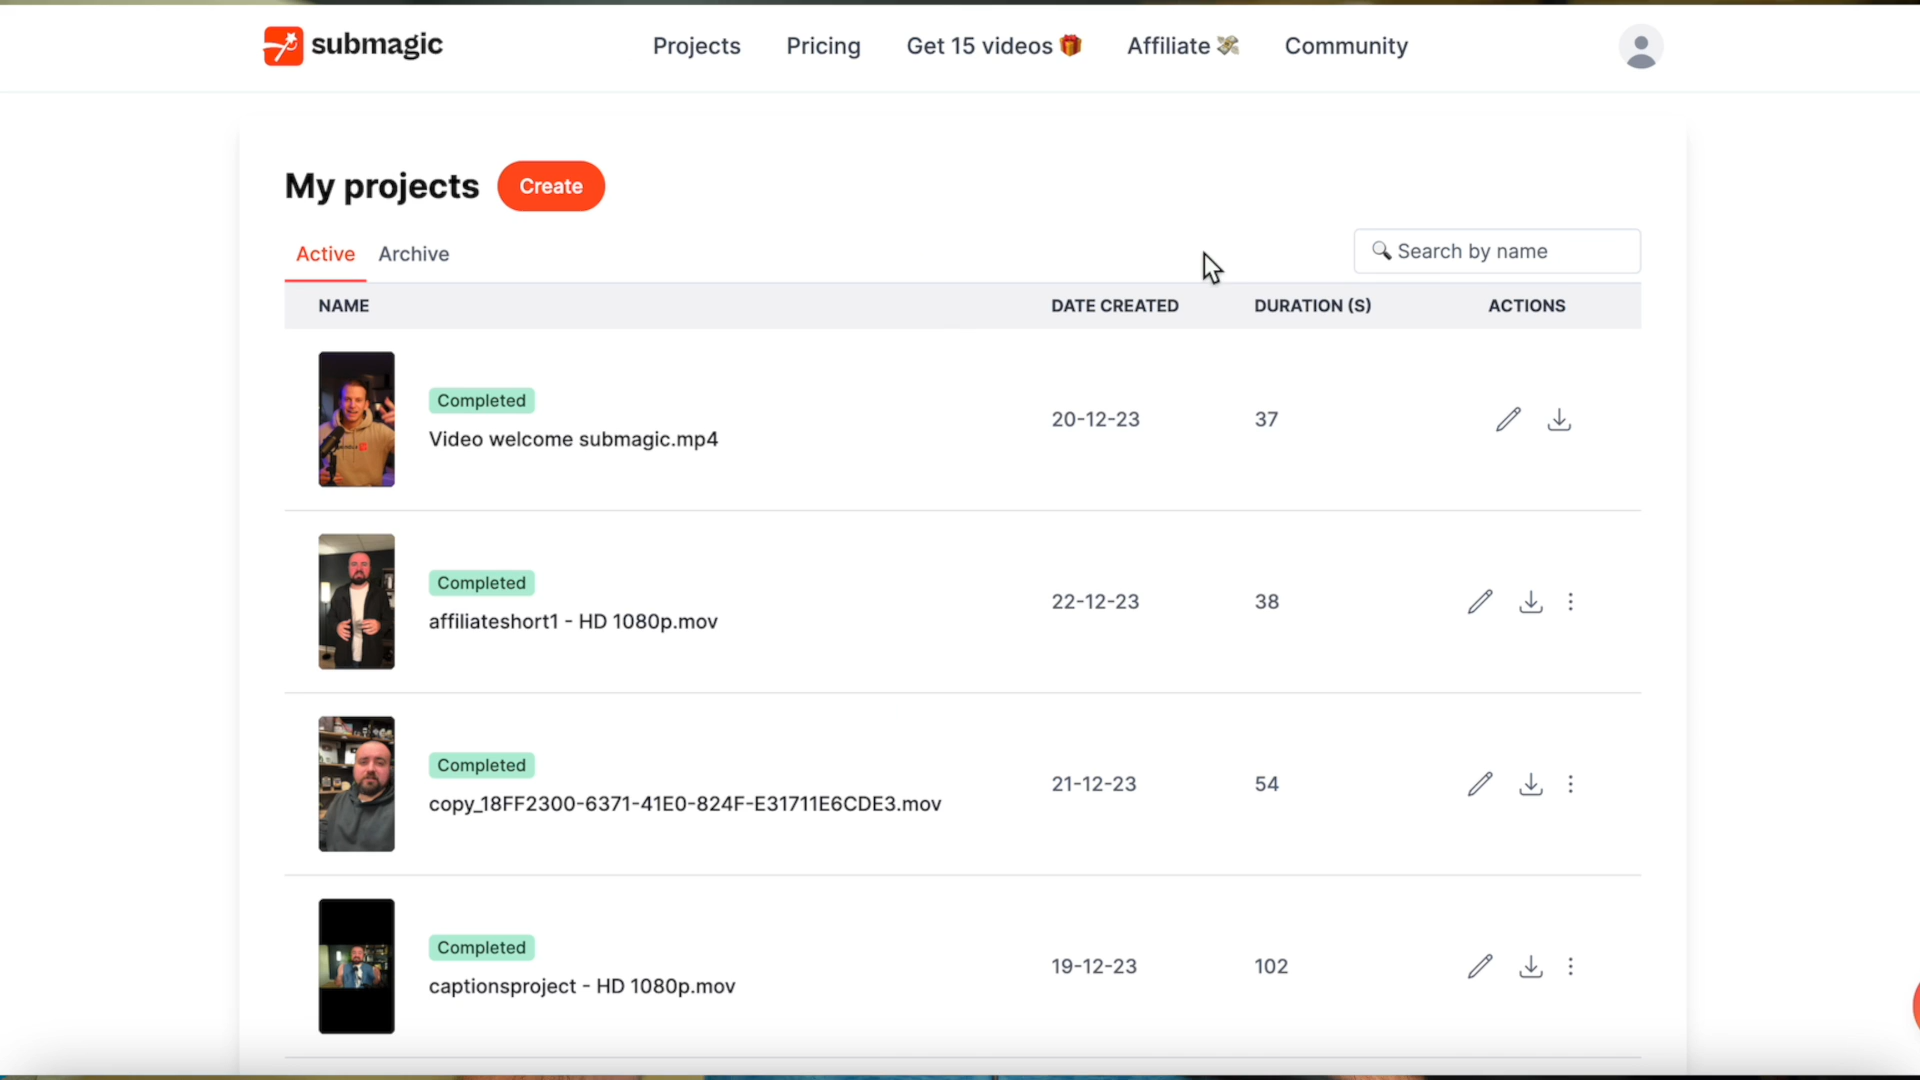 submagic
Projects
Pricing
Get 15 videos 🎁
Affiliate 💸
Community
My projects
Create
Active
Archive
🔍 Search by name
NAME
DATE CREATED
DURATION (S)
ACTIONS
Completed
Video welcome submagic.mp4
20-12-23
37
Completed
affiliateshort1 - HD 1080p.mov
22-12-23
38
Completed
copy_18FF2300-6371-41E0-824F-E31711E6CDE3.mov
21-12-23
54
Completed
captionsproject - HD 1080p.mov
19-12-23
102